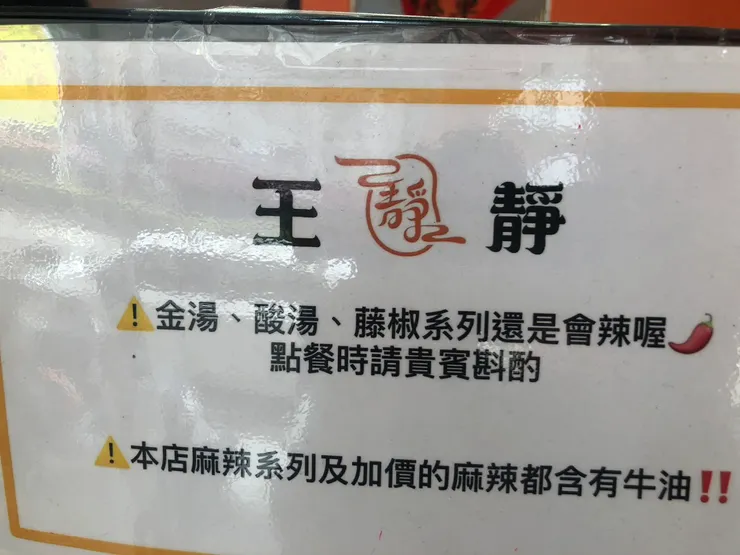 王 靜 靜
⚠️金湯、酸湯、藤椒系列還是會辣喔🌶️
點餐時請貴賓斟酌
⚠️本店麻辣系列及加價的麻辣都含有牛油‼️